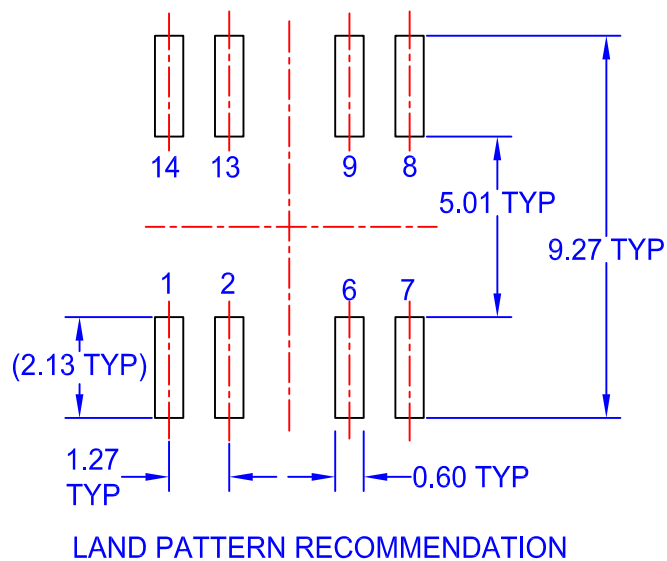 14 13 9 8
5.01 TYP
9.27 TYP
1 2 6 7
(2.13 TYP)
1.27
TYP
0.60 TYP
LAND PATTERN RECOMMENDATION